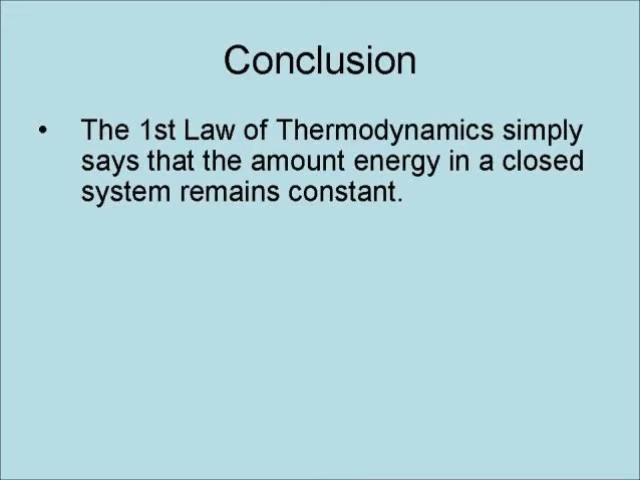 Conclusion
• The 1st Law of Thermodynamics simply
says that the amount energy in a closed
system remains constant.